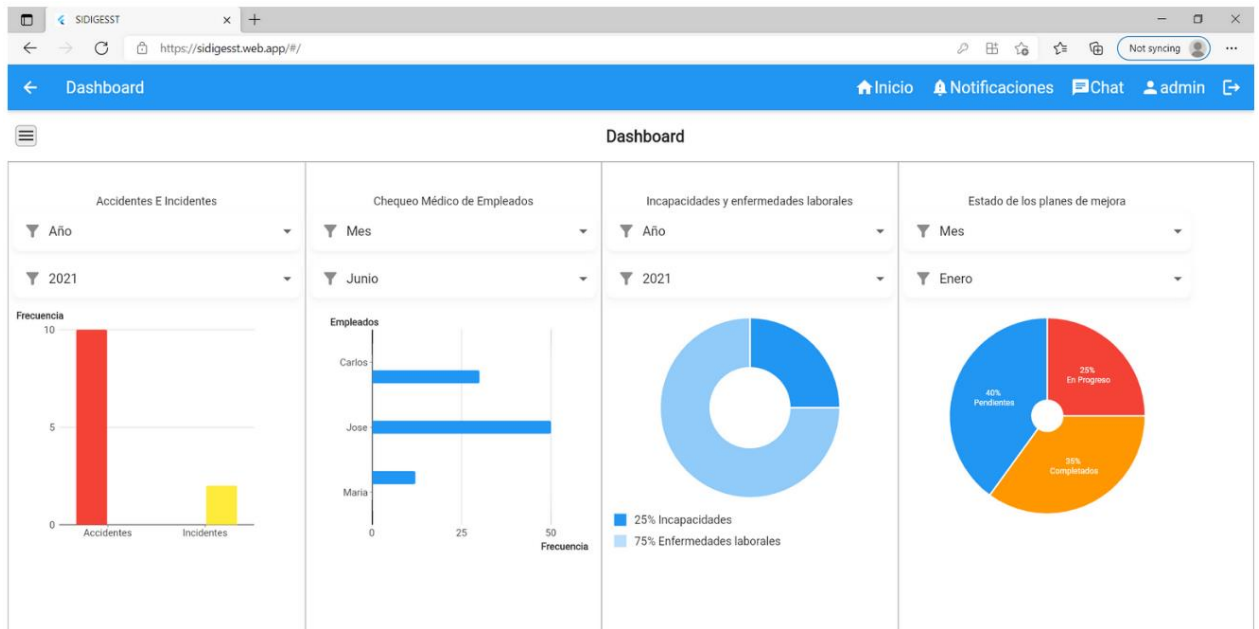 SIDIGESST
https://sidigesst.web.app/#/
Not syncing
Dashboard
Inicio
Notificaciones
Chat
admin
Dashboard
Accidentes E Incidentes
Año
2021
Frecuencia
10
5
0
Accidentes
Incidentes
Chequeo Médico de Empleados
Mes
Junio
Empleados
Carlos
Jose
Maria
0
25
50
Frecuencia
Incapacidades y enfermedades laborales
Año
2021
25% Incapacidades
75% Enfermedades laborales
Estado de los planes de mejora
Mes
Enero
25%
En Progreso
40%
Pendientes
35%
Completados